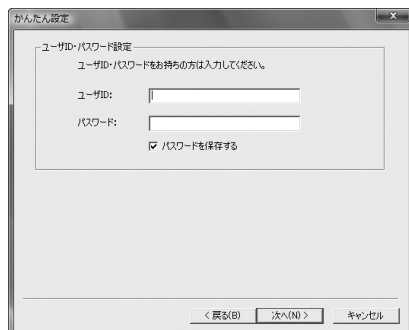 かんたん設定
ユーザID・パスワード設定
ユーザID・パスワードをお持ちの方は入力してください。
ユーザID:
パスワード:
パスワードを保存する
< 戻る(B)
次へ(N) >
キャンセル